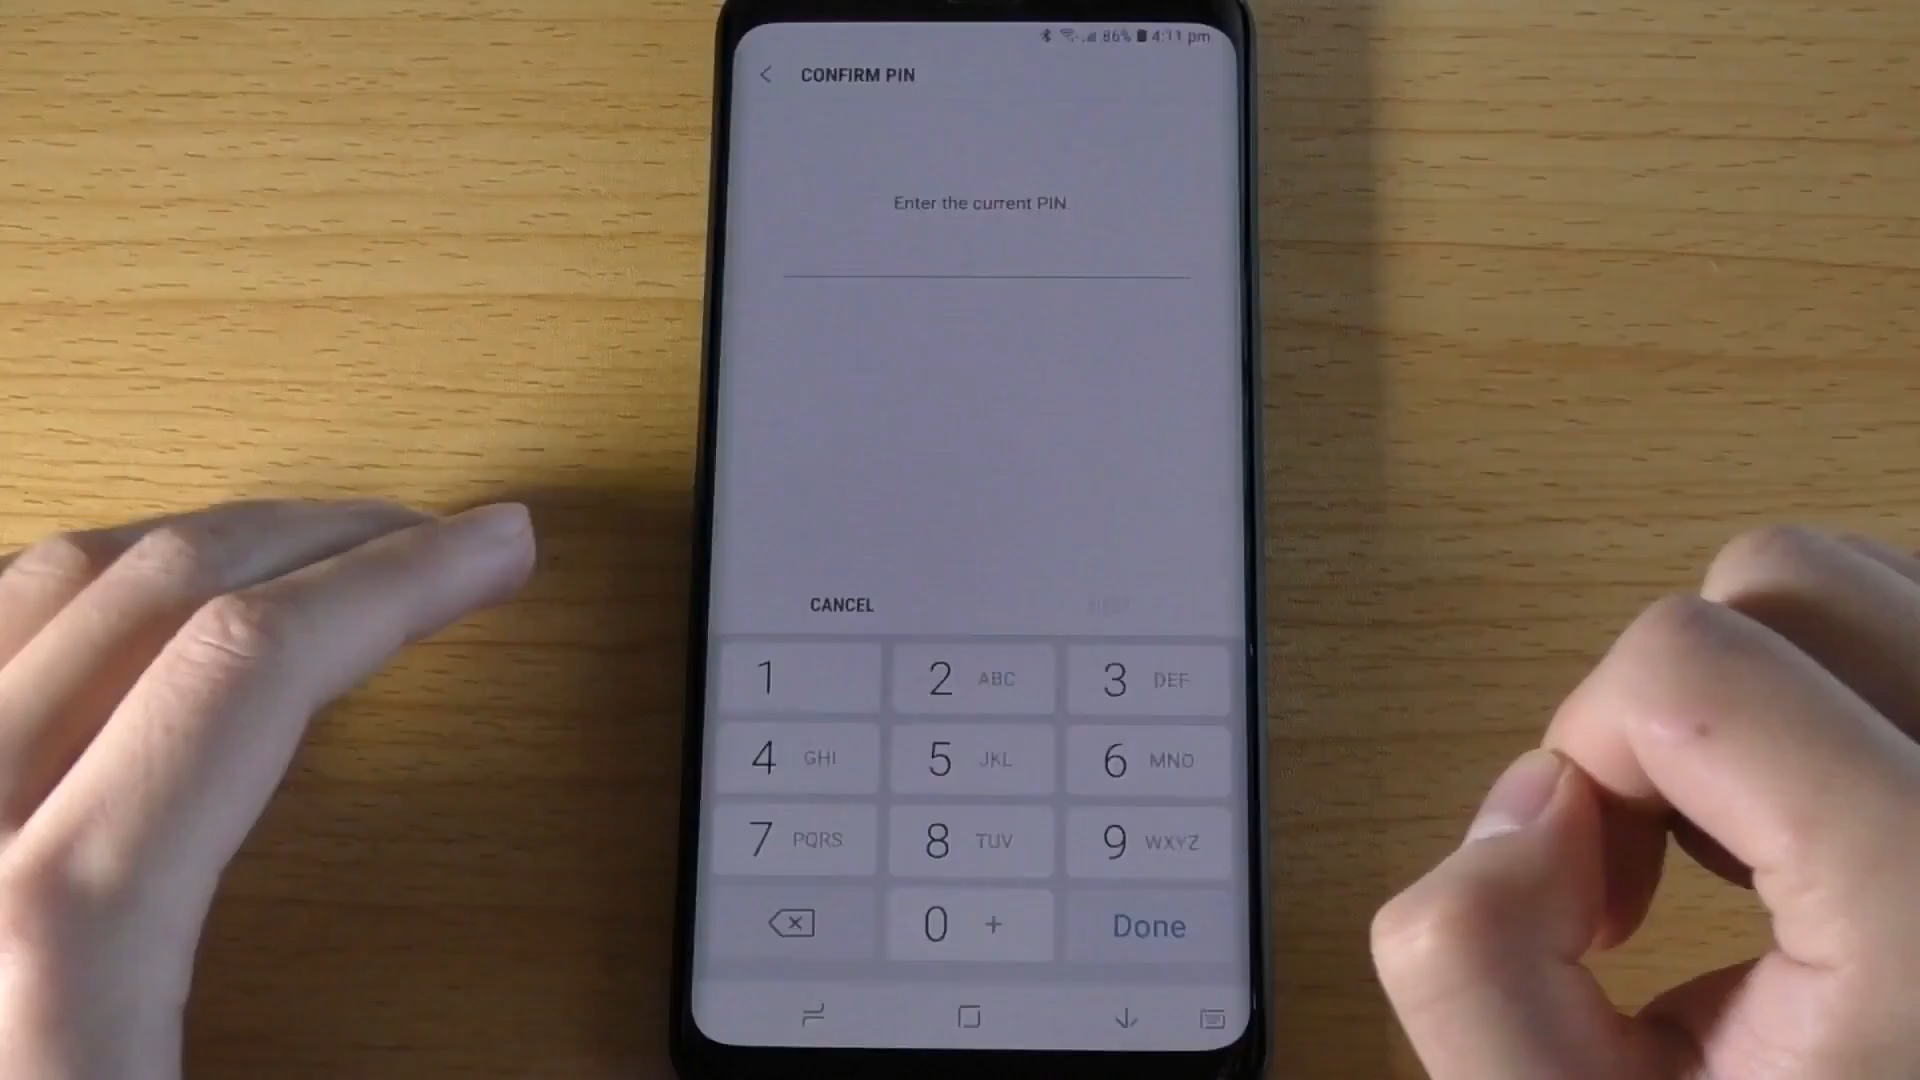 86% 4:11 pm
CONFIRM PIN
Enter the current PIN
CANCEL
1
2 ABC
3 DEF
4 GHI
5 JKL
6 MNO
7 PQRS
8 TUV
9 WXYZ
0 +
Done